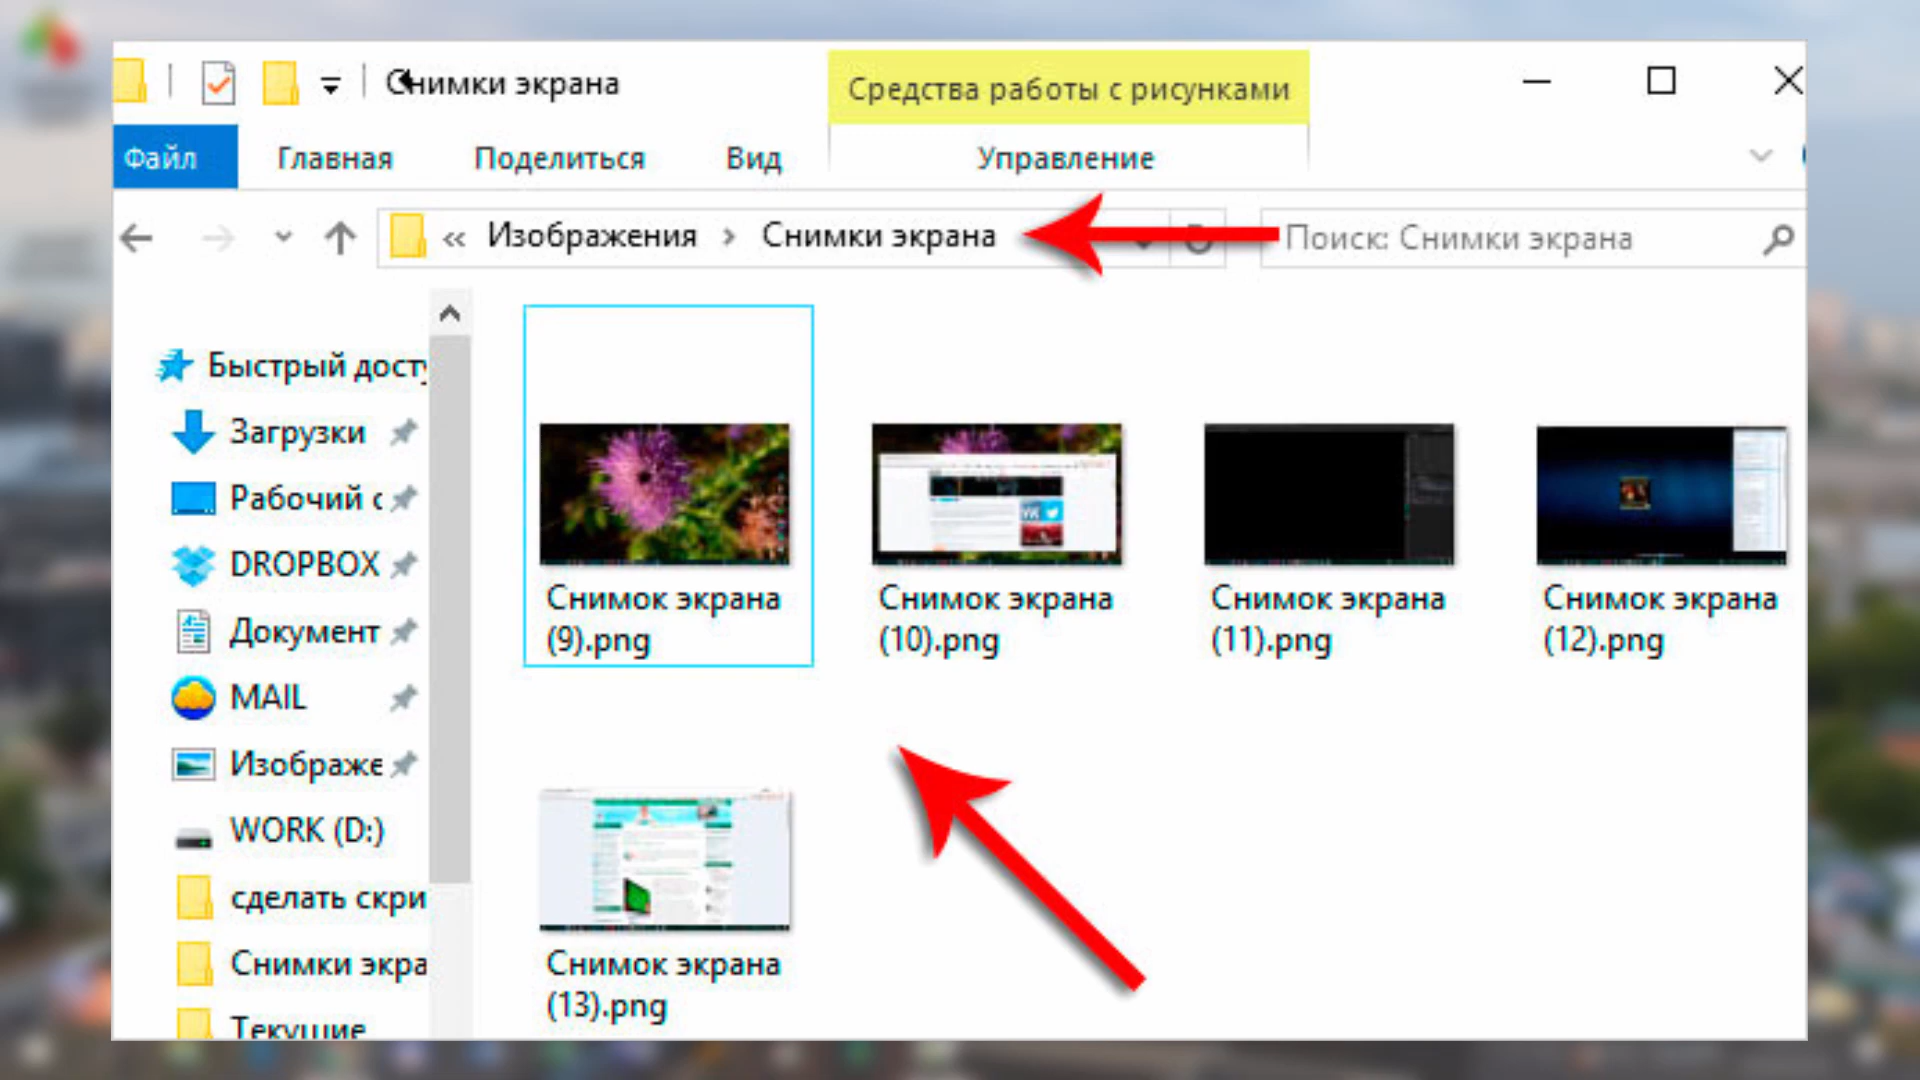 Снимки экрана
Средства работы с рисунками
Файл
Главная
Поделиться
Вид
Управление
« Изображения > Снимки экрана
Поиск: Снимки экрана
Быстрый досту
Загрузки
Рабочий с
DROPBOX
Документ
MAIL
Изображе
WORK (D:)
сделать скри
Снимки экра
Текущие
Снимок экрана
(9).png
Снимок экрана
(10).png
Снимок экрана
(11).png
Снимок экрана
(12).png
Снимок экрана
(13).png